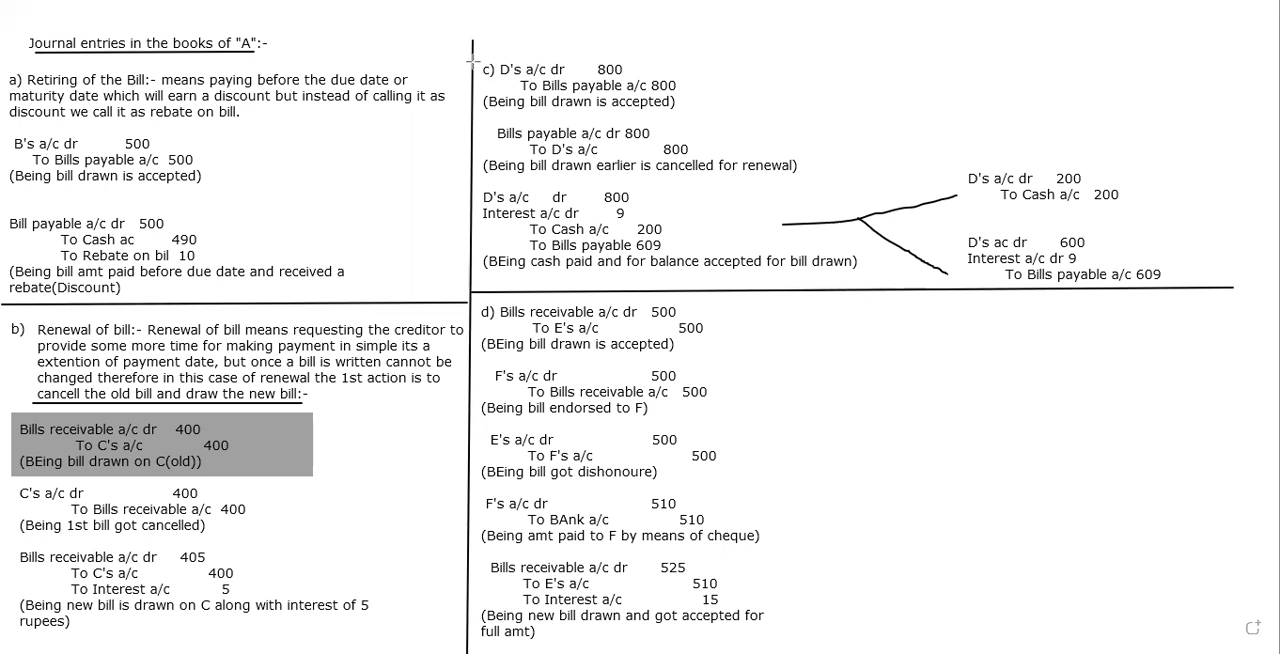 Journal entries in the books of "A":-
a) Retiring of the Bill:- means paying before the due date or
maturity date which will earn a discount but instead of calling it as
discount we call it as rebate on bill.
B's a/c dr 500
To Bills payable a/c 500
(Being bill drawn is accepted)
Bill payable a/c dr 500
To Cash ac 490
To Rebate on bil 10
(Being bill amt paid before due date and received a
rebate(Discount)
b) Renewal of bill:- Renewal of bill means requesting the creditor to
provide some more time for making payment in simple its a
extention of payment date, but once a bill is written cannot be
changed therefore in this case of renewal the 1st action is to
cancell the old bill and draw the new bill:-
Bills receivable a/c dr 400
To C's a/c 400
(BEing bill drawn on C(old))
C's a/c dr 400
To Bills receivable a/c 400
(Being 1st bill got cancelled)
Bills receivable a/c dr 405
To C's a/c 400
To Interest a/c 5
(Being new bill is drawn on C along with interest of 5
rupees)
c) D's a/c dr 800
To Bills payable a/c 800
(Being bill drawn is accepted)
Bills payable a/c dr 800
To D's a/c 800
(Being bill drawn earlier is cancelled for renewal)
D's a/c dr 800
Interest a/c dr 9
To Cash a/c 200
To Bills payable 609
(BEing cash paid and for balance accepted for bill drawn)
D's a/c dr 200
To Cash a/c 200
D's ac dr 600
Interest a/c dr 9
To Bills payable a/c 609
d) Bills receivable a/c dr 500
To E's a/c 500
(BEing bill drawn is accepted)
F's a/c dr 500
To Bills receivable a/c 500
(Being bill endorsed to F)
E's a/c dr 500
To F's a/c 500
(BEing bill got dishonoure)
F's a/c dr 510
To BAnk a/c 510
(Being amt paid to F by means of cheque)
Bills receivable a/c dr 525
To E's a/c 510
To Interest a/c 15
(Being new bill drawn and got accepted for
full amt)